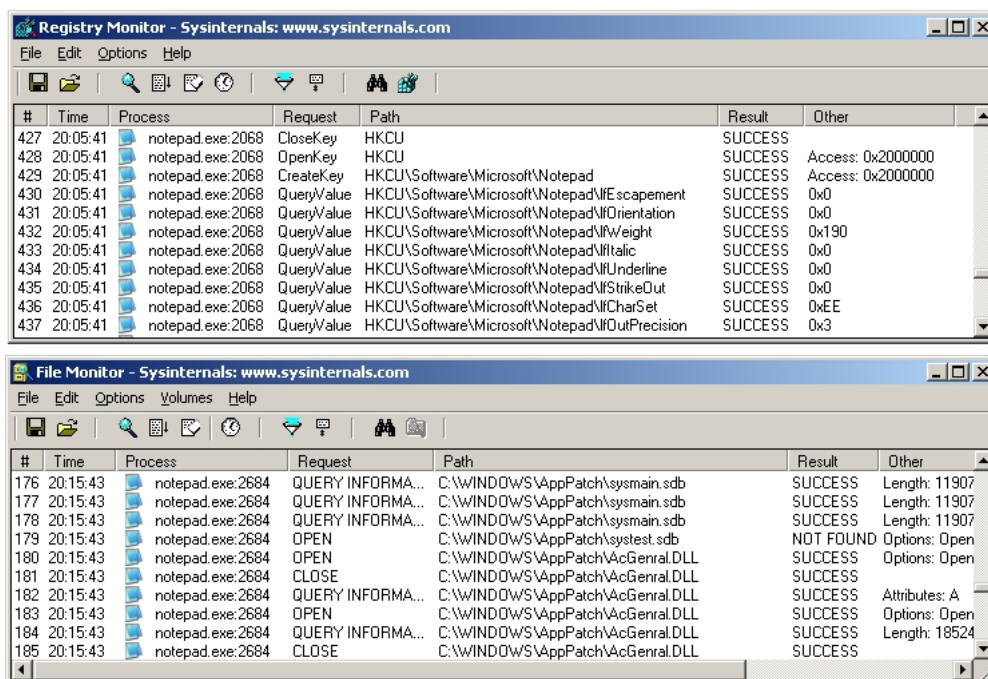 Registry Monitor - Sysinternals: www.sysinternals.com
File Edit Options Help
# Time Process Request Path Result Other
427 20:05:41 notepad.exe:2068 CloseKey HKCU SUCCESS
428 20:05:41 notepad.exe:2068 OpenKey HKCU SUCCESS Access: 0x2000000
429 20:05:41 notepad.exe:2068 CreateKey HKCU\Software\Microsoft\Notepad SUCCESS Access: 0x2000000
430 20:05:41 notepad.exe:2068 QueryValue HKCU\Software\Microsoft\Notepad\lfEscapement SUCCESS 0x0
431 20:05:41 notepad.exe:2068 QueryValue HKCU\Software\Microsoft\Notepad\lfOrientation SUCCESS 0x0
432 20:05:41 notepad.exe:2068 QueryValue HKCU\Software\Microsoft\Notepad\lfWeight SUCCESS 0x190
433 20:05:41 notepad.exe:2068 QueryValue HKCU\Software\Microsoft\Notepad\lfItalic SUCCESS 0x0
434 20:05:41 notepad.exe:2068 QueryValue HKCU\Software\Microsoft\Notepad\lfUnderline SUCCESS 0x0
435 20:05:41 notepad.exe:2068 QueryValue HKCU\Software\Microsoft\Notepad\lfStrikeOut SUCCESS 0x0
436 20:05:41 notepad.exe:2068 QueryValue HKCU\Software\Microsoft\Notepad\lfCharSet SUCCESS 0xEE
437 20:05:41 notepad.exe:2068 QueryValue HKCU\Software\Microsoft\Notepad\lfOutPrecision SUCCESS 0x3
File Monitor - Sysinternals: www.sysinternals.com
File Edit Options Volumes Help
# Time Process Request Path Result Other
176 20:15:43 notepad.exe:2684 QUERY INFORMA... C:\WINDOWS\AppPatch\sysmain.sdb SUCCESS Length: 11907
177 20:15:43 notepad.exe:2684 QUERY INFORMA... C:\WINDOWS\AppPatch\sysmain.sdb SUCCESS Length: 11907
178 20:15:43 notepad.exe:2684 QUERY INFORMA... C:\WINDOWS\AppPatch\sysmain.sdb SUCCESS Length: 11907
179 20:15:43 notepad.exe:2684 OPEN C:\WINDOWS\AppPatch\systest.sdb NOT FOUND Options: Open
180 20:15:43 notepad.exe:2684 OPEN C:\WINDOWS\AppPatch\AcGenral.DLL SUCCESS Options: Open
181 20:15:43 notepad.exe:2684 CLOSE C:\WINDOWS\AppPatch\AcGenral.DLL SUCCESS
182 20:15:43 notepad.exe:2684 QUERY INFORMA... C:\WINDOWS\AppPatch\AcGenral.DLL SUCCESS Attributes: A
183 20:15:43 notepad.exe:2684 OPEN C:\WINDOWS\AppPatch\AcGenral.DLL SUCCESS Options: Open
184 20:15:43 notepad.exe:2684 QUERY INFORMA... C:\WINDOWS\AppPatch\AcGenral.DLL SUCCESS Length: 18524
185 20:15:43 notepad.exe:2684 CLOSE C:\WINDOWS\AppPatch\AcGenral.DLL SUCCESS